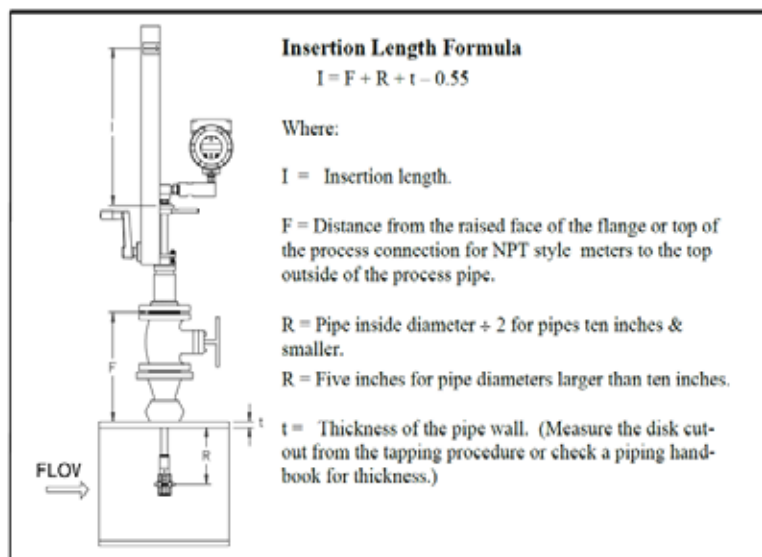 Insertion Length Formula
I = F + R + t – 0.55
Where:
I = Insertion length.
F = Distance from the raised face of the flange or top of
the process connection for NPT style meters to the top
outside of the process pipe.
R = Pipe inside diameter ÷ 2 for pipes ten inches &
smaller.
R = Five inches for pipe diameters larger than ten inches.
t = Thickness of the pipe wall. (Measure the disk cut-
out from the tapping procedure or check a piping hand-
book for thickness.)
I
F
t
R
FLOW